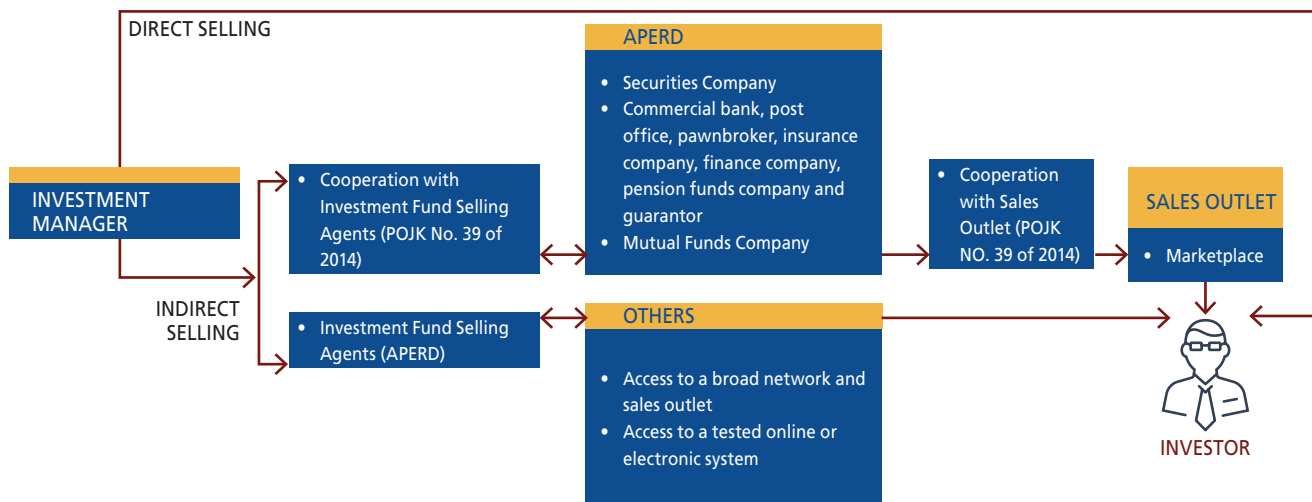 DIRECT SELLING
INVESTMENT
MANAGER
INDIRECT
SELLING
• Cooperation with
Investment Fund Selling
Agents (POJK No. 39 of
2014)
• Investment Fund Selling
Agents (APERD)
APERD
• Securities Company
• Commercial bank, post
office, pawnbroker, insurance
company, finance company,
pension funds company and
guarantor
• Mutual Funds Company
OTHERS
• Access to a broad network and
sales outlet
• Access to a tested online or
electronic system
• Cooperation
with Sales
Outlet (POJK
NO. 39 of 2014)
SALES OUTLET
• Marketplace
INVESTOR